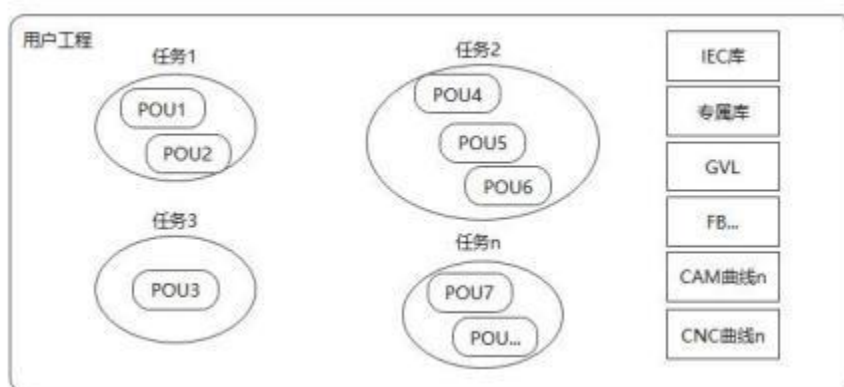 用户工程
任务1
POU1
POU2
任务2
POU4
POU5
POU6
任务3
POU3
任务n
POU7
POU...
IEC库
专属库
GVL
FB...
CAM曲线n
CNC曲线n